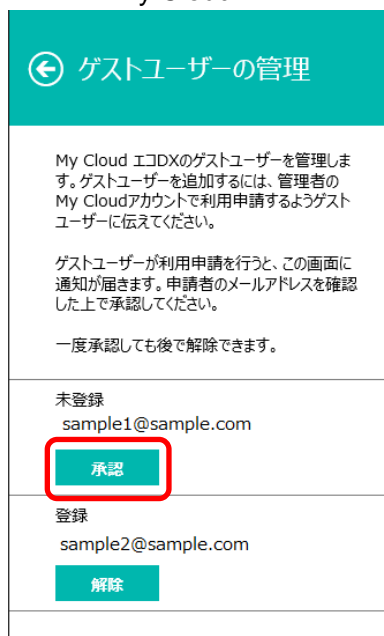 ゲストユーザーの管理
My Cloud エコDXのゲストユーザーを管理しま
す。ゲストユーザーを追加するには、管理者の
My Cloudアカウントで利用申請するようゲスト
ユーザーに伝えてください。
ゲストユーザーが利用申請を行うと、この画面に
通知が届きます。申請者のメールアドレスを確認
した上で承認してください。
一度承認しても後で解除できます。
未登録
sample1@sample.com
承認
登録
sample2@sample.com
解除